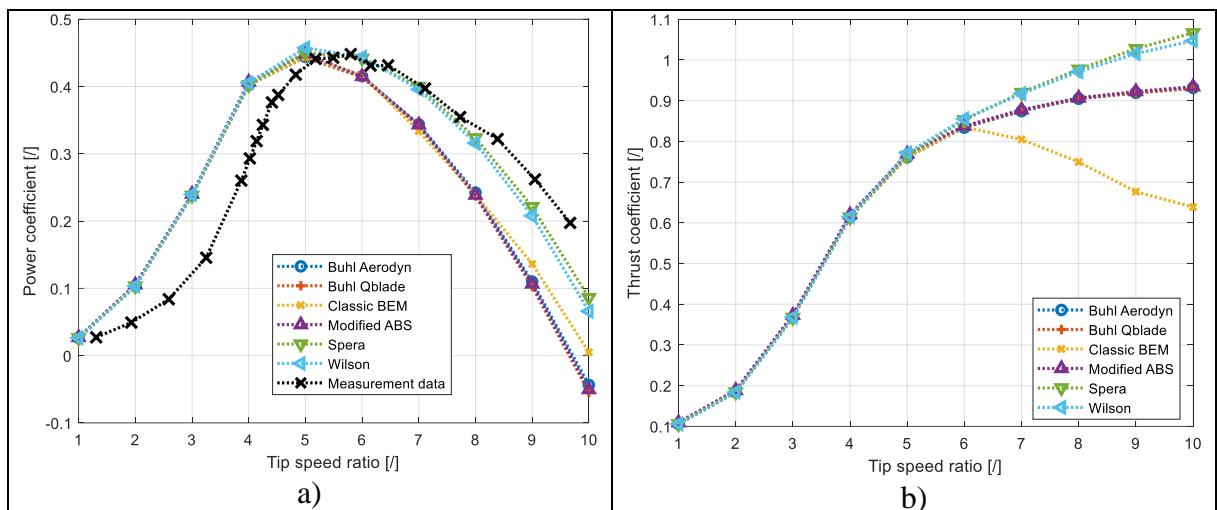 0.5
0.4
0.3
0.2
0.1
0
-0.1
Power coefficient [/]
1 2 3 4 5 6 7 8 9 10
Tip speed ratio [/]
Buhl Aerodyn
Buhl Qblade
Classic BEM
Modified ABS
Spera
Wilson
Measurement data
a)
1.1
1
0.9
0.8
0.7
0.6
0.5
0.4
0.3
0.2
0.1
Thrust coefficient [/]
1 2 3 4 5 6 7 8 9 10
Tip speed ratio [/]
Buhl Aerodyn
Buhl Qblade
Classic BEM
Modified ABS
Spera
Wilson
b)